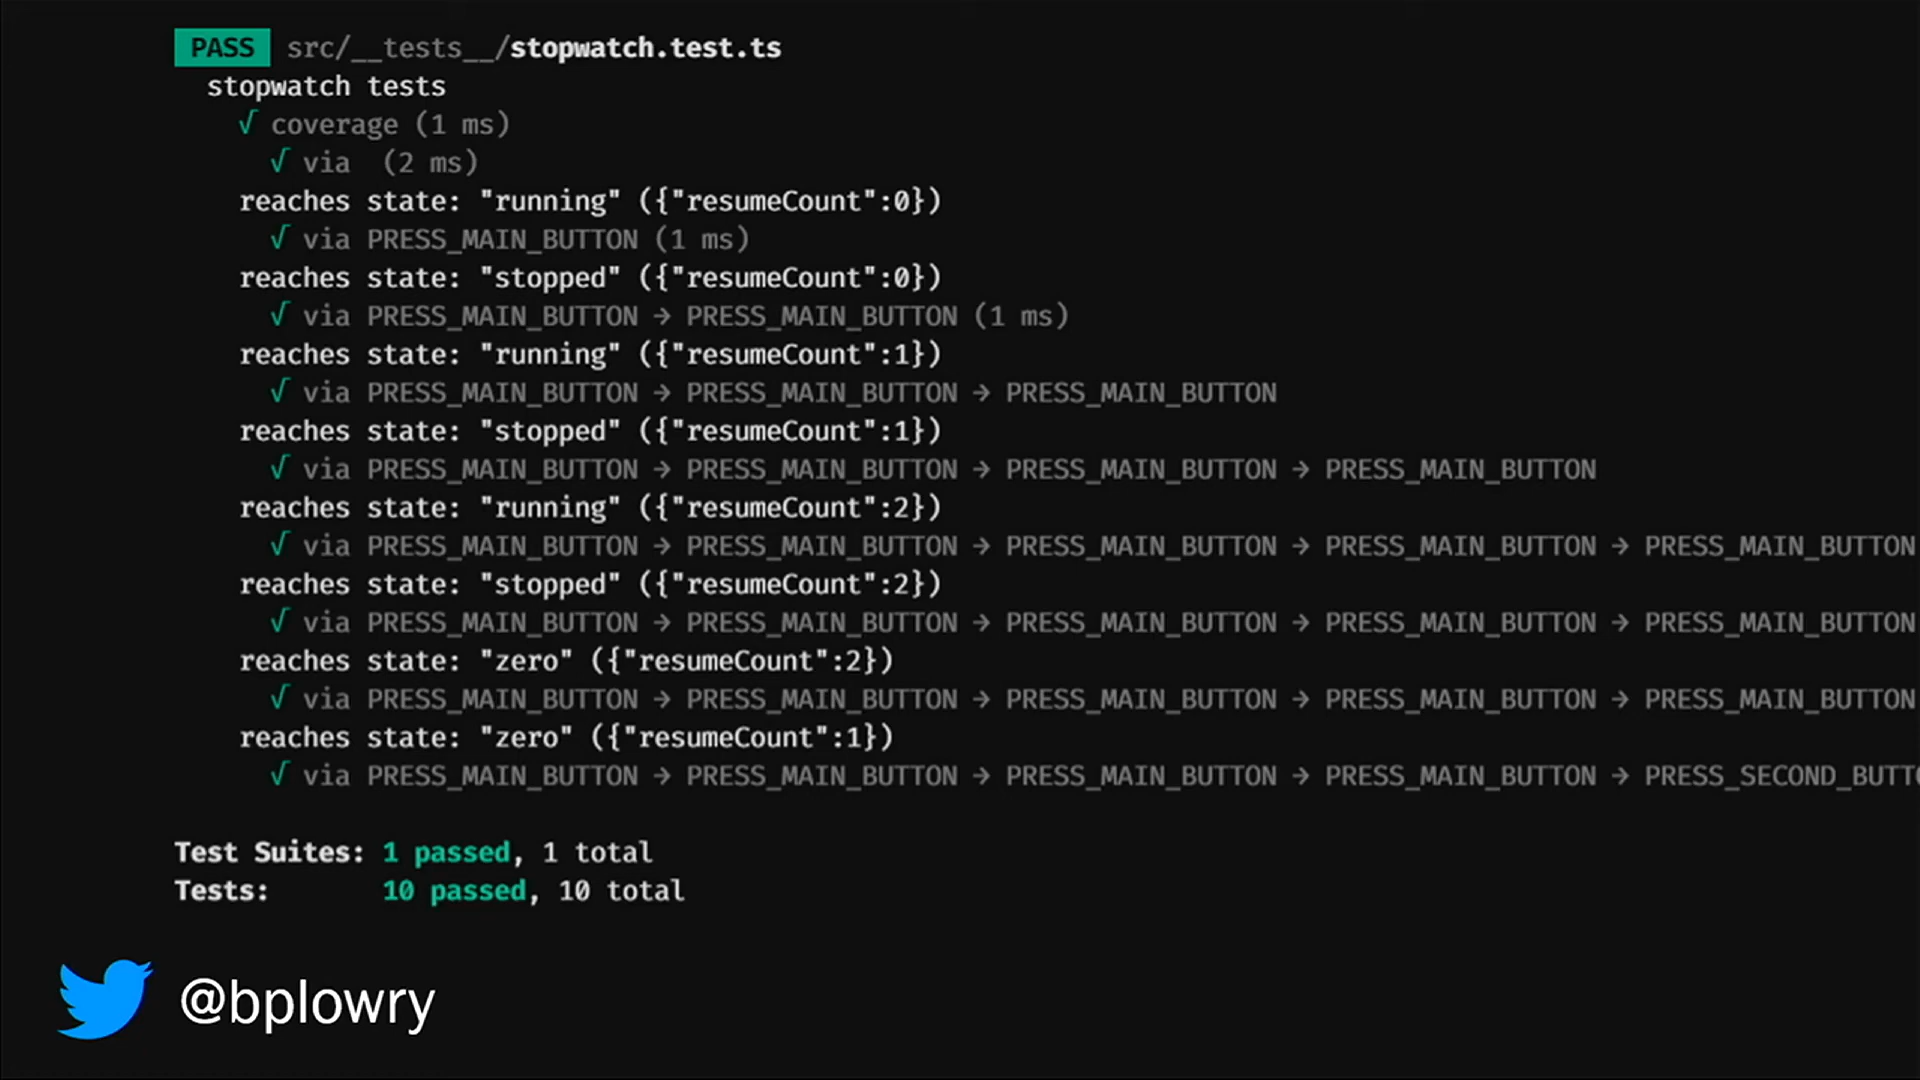 PASS src/__tests__/stopwatch.test.ts
stopwatch tests
√ coverage (1 ms)
√ via (2 ms)
reaches state: "running" ({"resumeCount":0})
√ via PRESS_MAIN_BUTTON (1 ms)
reaches state: "stopped" ({"resumeCount":0})
√ via PRESS_MAIN_BUTTON → PRESS_MAIN_BUTTON (1 ms)
reaches state: "running" ({"resumeCount":1})
√ via PRESS_MAIN_BUTTON → PRESS_MAIN_BUTTON → PRESS_MAIN_BUTTON
reaches state: "stopped" ({"resumeCount":1})
√ via PRESS_MAIN_BUTTON → PRESS_MAIN_BUTTON → PRESS_MAIN_BUTTON → PRESS_MAIN_BUTTON
reaches state: "running" ({"resumeCount":2})
√ via PRESS_MAIN_BUTTON → PRESS_MAIN_BUTTON → PRESS_MAIN_BUTTON → PRESS_MAIN_BUTTON → PRESS_MAIN_BUTTON
reaches state: "stopped" ({"resumeCount":2})
√ via PRESS_MAIN_BUTTON → PRESS_MAIN_BUTTON → PRESS_MAIN_BUTTON → PRESS_MAIN_BUTTON → PRESS_MAIN_BUTTON
reaches state: "zero" ({"resumeCount":2})
√ via PRESS_MAIN_BUTTON → PRESS_MAIN_BUTTON → PRESS_MAIN_BUTTON → PRESS_MAIN_BUTTON → PRESS_MAIN_BUTTON
reaches state: "zero" ({"resumeCount":1})
√ via PRESS_MAIN_BUTTON → PRESS_MAIN_BUTTON → PRESS_MAIN_BUTTON → PRESS_MAIN_BUTTON → PRESS_SECOND_BUTT
Test Suites: 1 passed, 1 total
Tests: 10 passed, 10 total
@bplowry